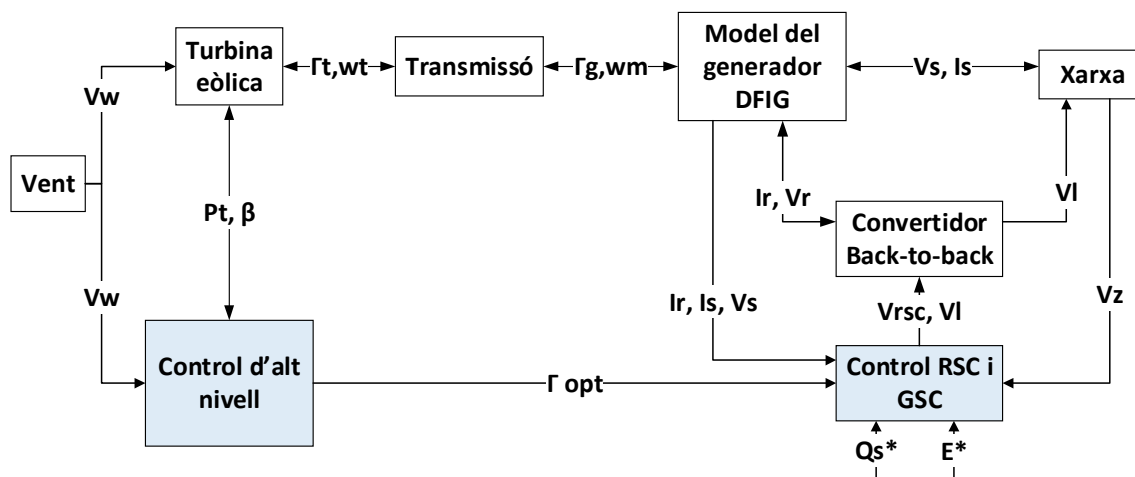 Turbina
eòlica
Γt,wt
Transmissó
Γg,wm
Model del
generador
DFIG
Vs, Is
Xarxa
Vw
Vent
Pt, β
Ir, Vr
Convertidor
Back-to-back
Vl
Vw
Ir, Is, Vs
Vrsc, Vl
Vz
Control d'alt
nivell
Γ opt
Control RSC i
GSC
Qs*
E*